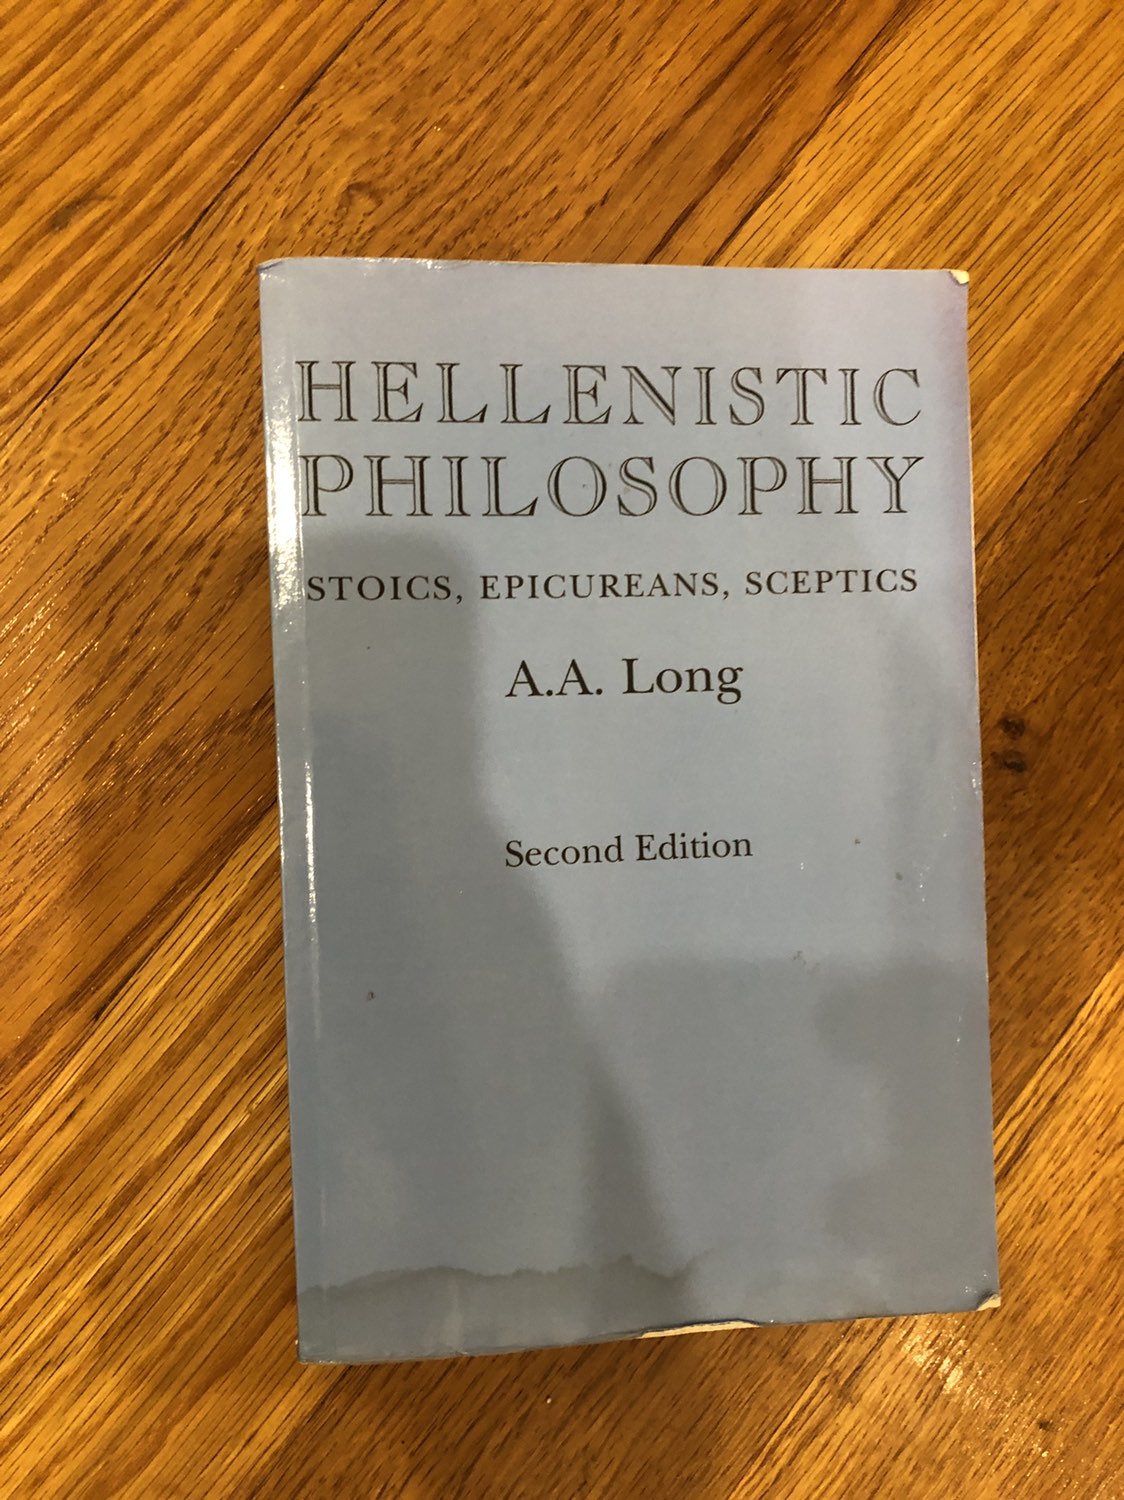 HELLENISTIC
PHILOSOPHY
STOICS, EPICUREANS, SCEPTICS
A.A. Long
Second Edition